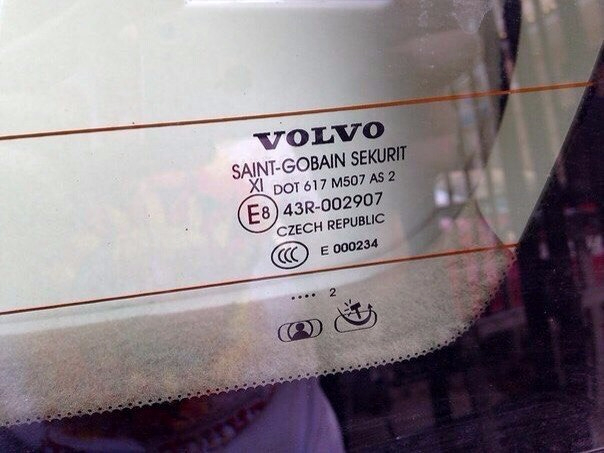 VOLVO
SAINT-GOBAIN SEKURIT
XI DOT 617 M507 AS 2
E8 43R-002907
CZECH REPUBLIC
CCC E 000234
.... 2